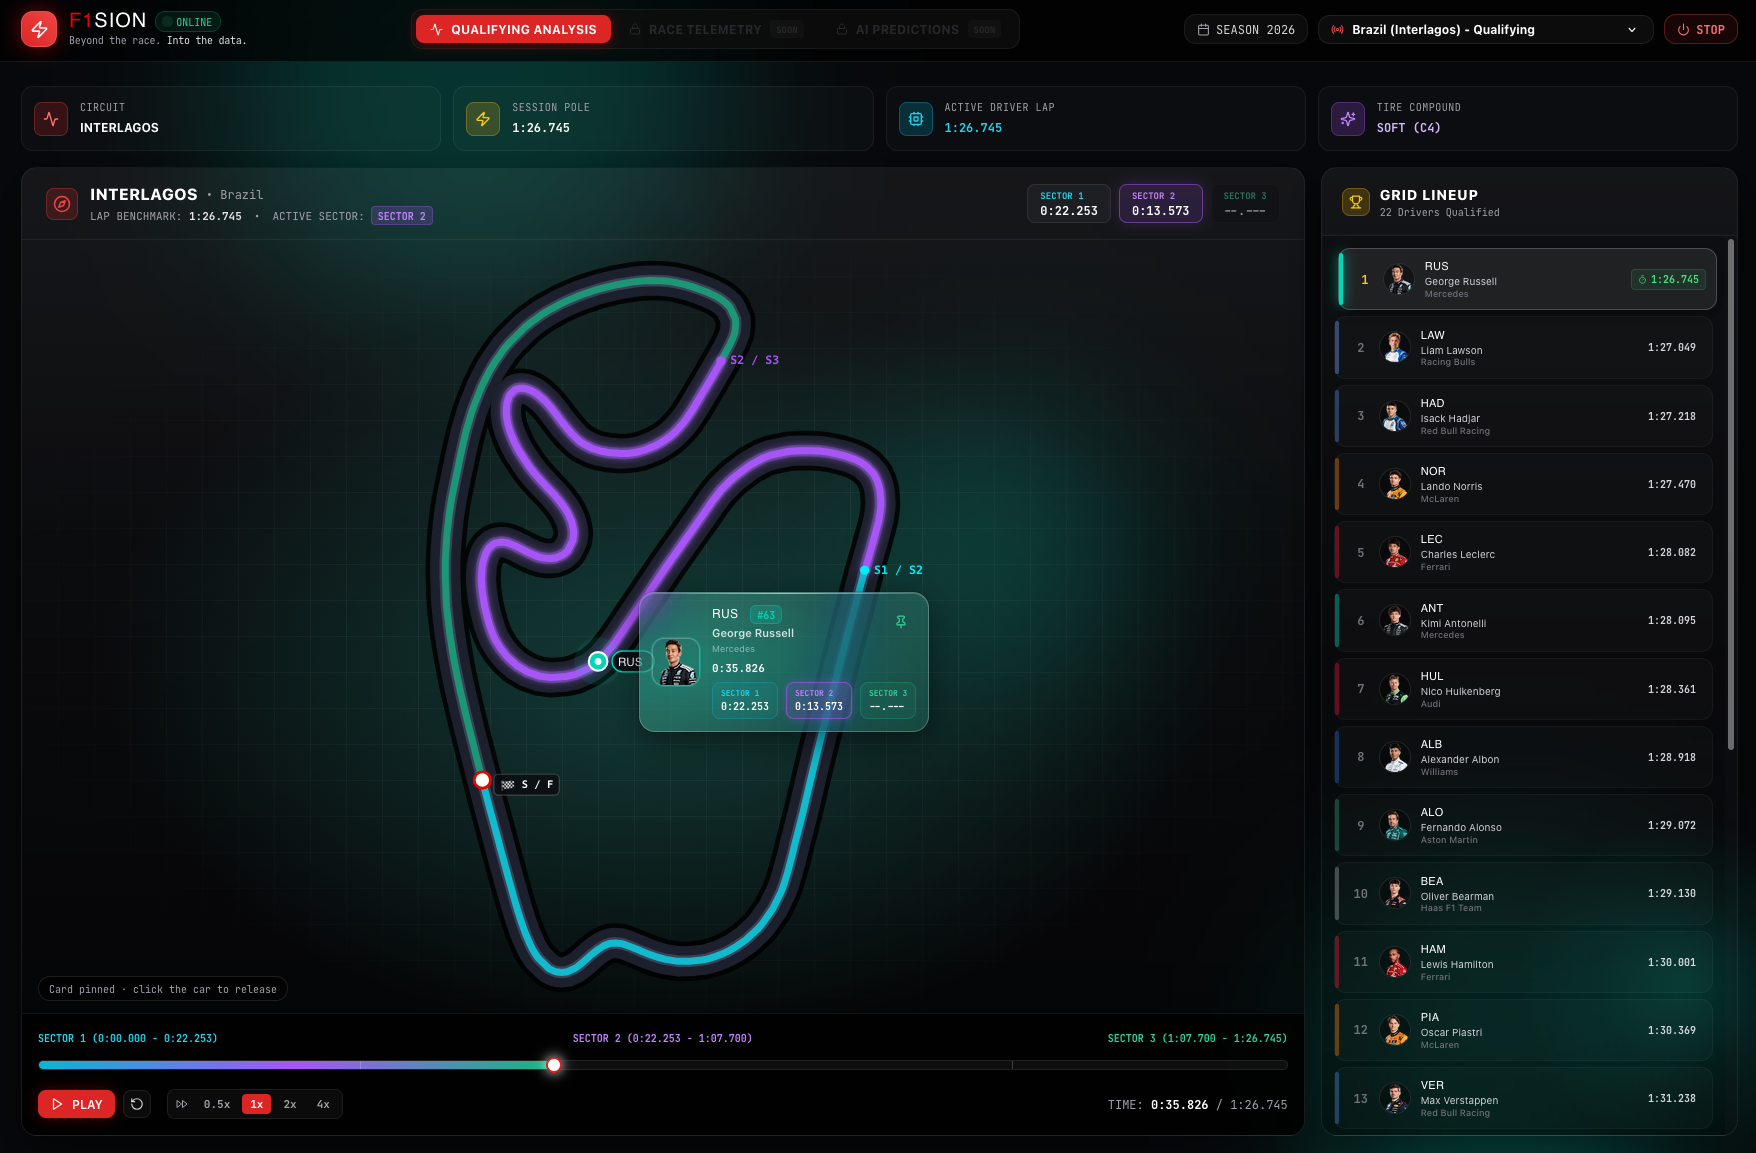 F1SION ONLINE
Beyond the race. Into the data.
QUALIFYING ANALYSIS
RACE TELEMETRY SOON
AI PREDICTIONS SOON
SEASON 2026
Brazil (Interlagos) - Qualifying
STOP
CIRCUIT
INTERLAGOS
SESSION POLE
1:26.745
ACTIVE DRIVER LAP
1:26.745
TIRE COMPOUND
SOFT (C4)
INTERLAGOS • Brazil
LAP BENCHMARK: 1:26.745 • ACTIVE SECTOR: SECTOR 2
SECTOR 1
0:22.253
SECTOR 2
0:13.573
SECTOR 3
--.---
S2 / S3
S1 / S2
RUS
RUS #63
George Russell
Mercedes
0:35.826
SECTOR 1
0:22.253
SECTOR 2
0:13.573
SECTOR 3
--.---
S / F
Card pinned · click the car to release
SECTOR 1 (0:00.000 - 0:22.253)
SECTOR 2 (0:22.253 - 1:07.700)
SECTOR 3 (1:07.700 - 1:26.745)
PLAY
0.5x 1x 2x 4x
TIME: 0:35.826 / 1:26.745
GRID LINEUP
22 Drivers Qualified
1
RUS
George Russell
Mercedes
1:26.745
2
LAW
Liam Lawson
Racing Bulls
1:27.049
3
HAD
Isack Hadjar
Red Bull Racing
1:27.218
4
NOR
Lando Norris
McLaren
1:27.470
5
LEC
Charles Leclerc
Ferrari
1:28.082
6
ANT
Kimi Antonelli
Mercedes
1:28.095
7
HUL
Nico Hulkenberg
Audi
1:28.361
8
ALB
Alexander Albon
Williams
1:28.918
9
ALO
Fernando Alonso
Aston Martin
1:29.072
10
BEA
Oliver Bearman
Haas F1 Team
1:29.130
11
HAM
Lewis Hamilton
Ferrari
1:30.001
12
PIA
Oscar Piastri
McLaren
1:30.369
13
VER
Max Verstappen
Red Bull Racing
1:31.238